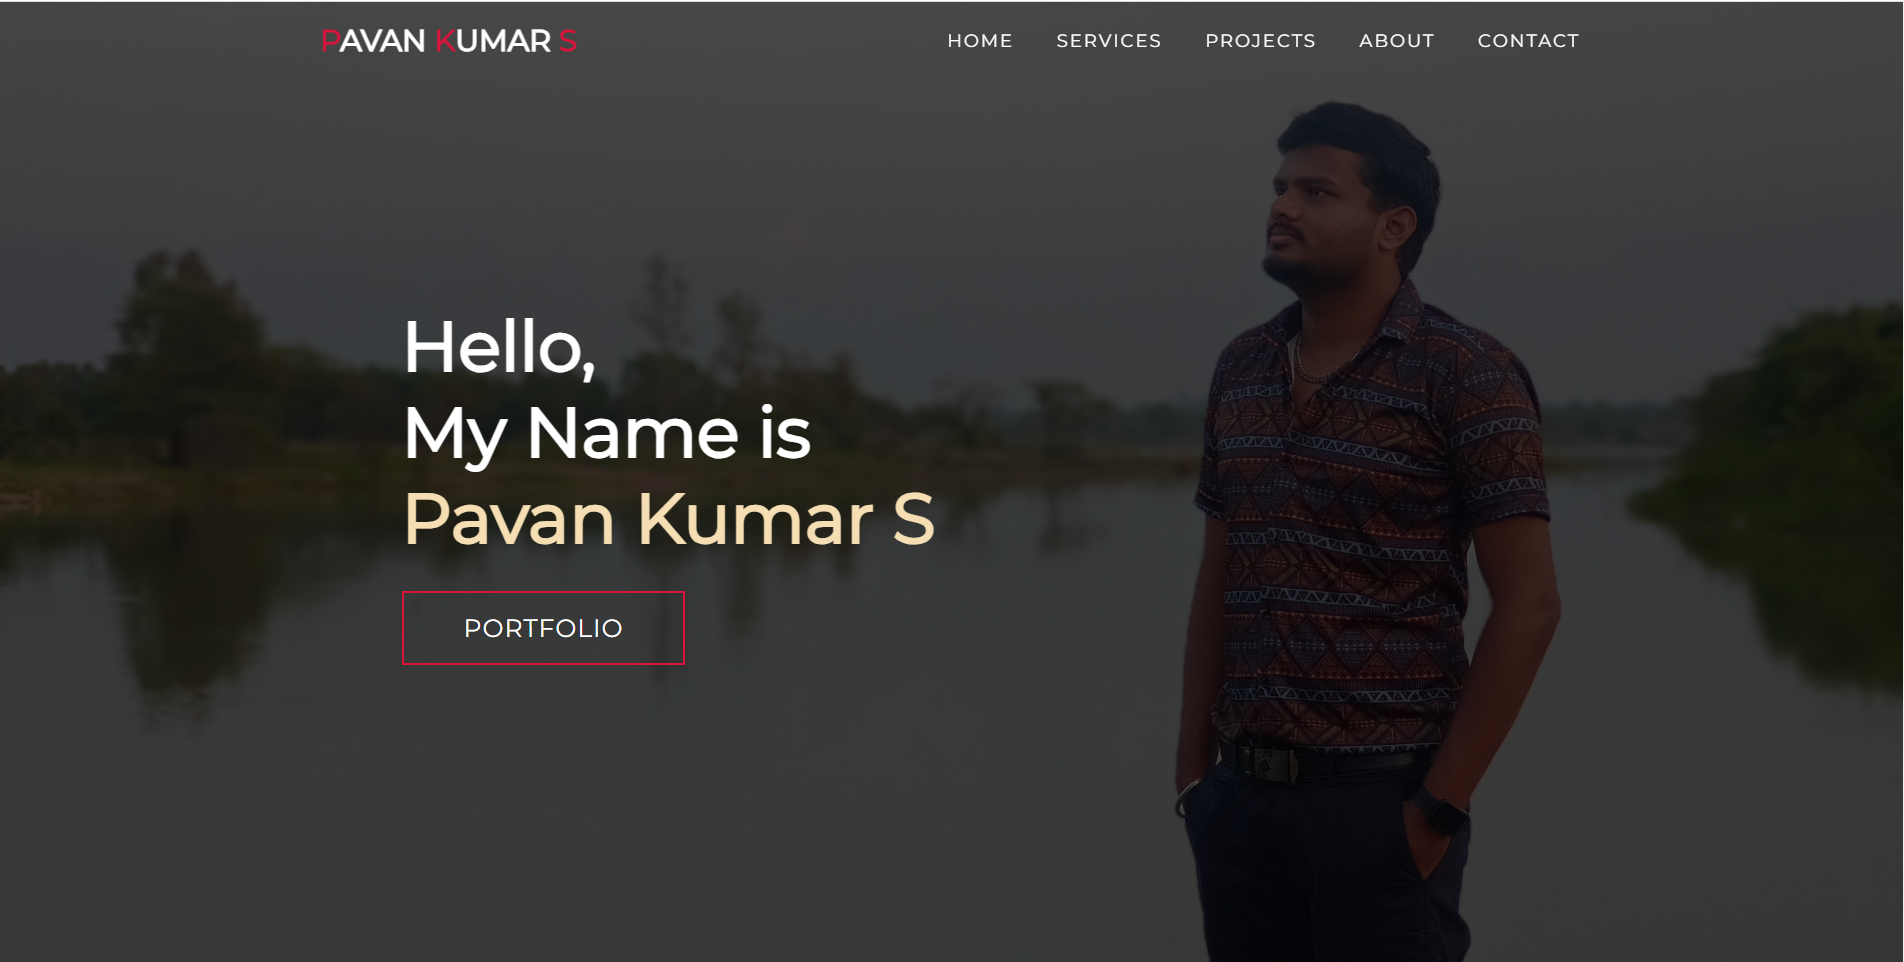 PAVAN KUMAR S
HOME SERVICES PROJECTS ABOUT CONTACT
Hello,
My Name is
Pavan Kumar S
PORTFOLIO